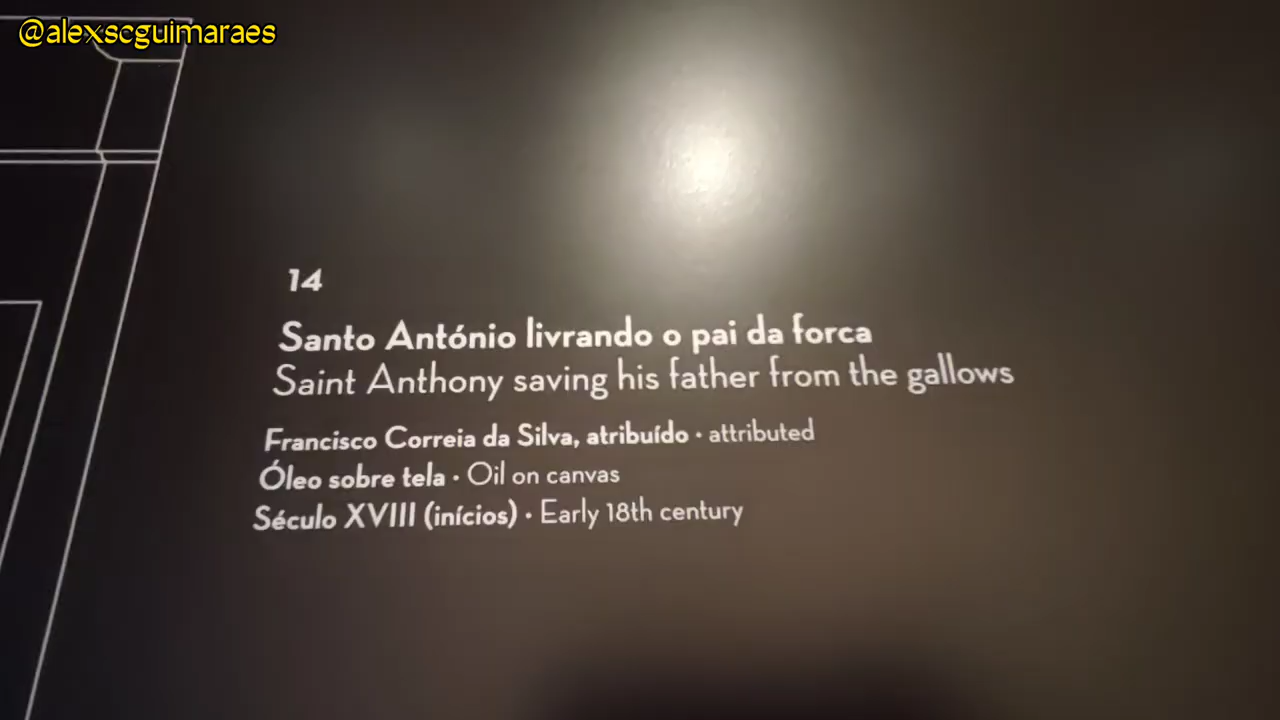 @alexscguimaraes
14
Santo António livrando o pai da forca
Saint Anthony saving his father from the gallows
Francisco Correia da Silva, atribuído · attributed
Óleo sobre tela · Oil on canvas
Século XVIII (inícios) · Early 18th century